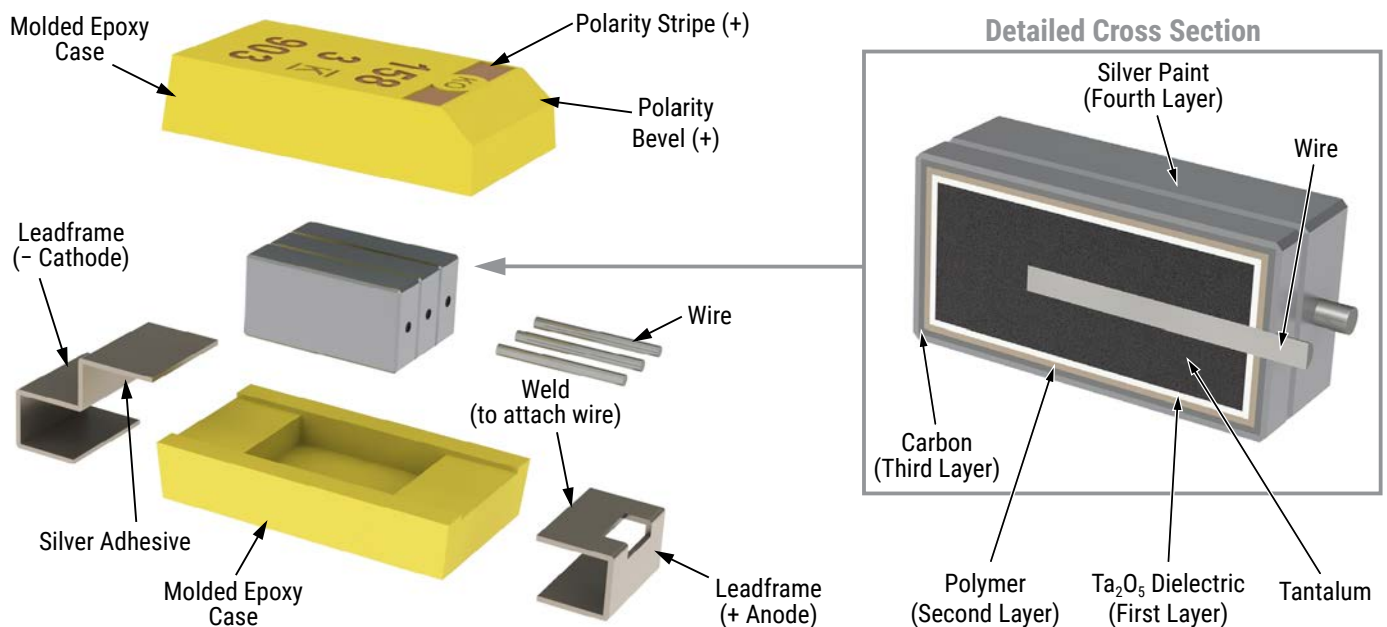 Molded Epoxy
Case
158
3
KI
903
KO
Polarity Stripe (+)
Polarity
Bevel (+)
Detailed Cross Section
Silver Paint
(Fourth Layer)
Wire
Carbon
(Third Layer)
Polymer
(Second Layer)
Ta₂O₅ Dielectric
(First Layer)
Tantalum
Leadframe
(− Cathode)
Silver Adhesive
Wire
Weld
(to attach wire)
Molded Epoxy
Case
Leadframe
(+ Anode)